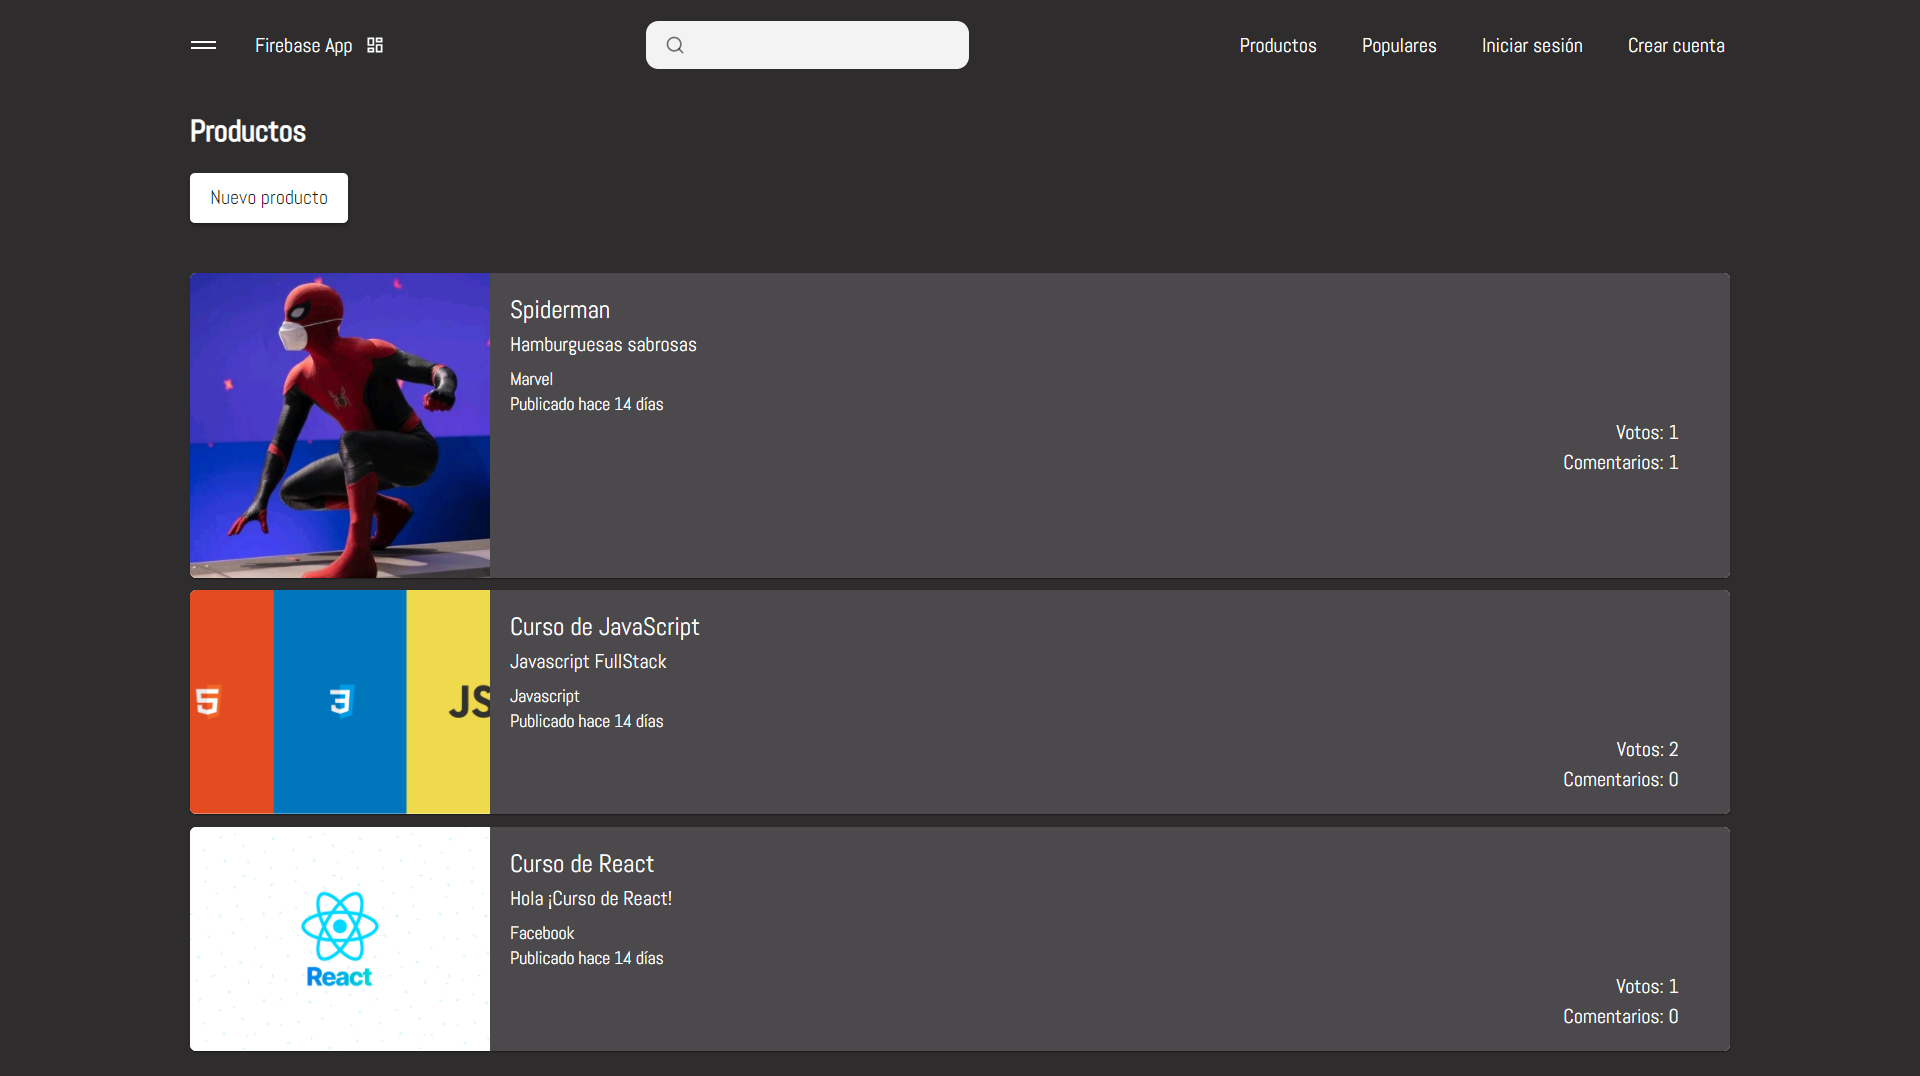 Firebase App
Productos
Populares
Iniciar sesión
Crear cuenta
Productos
Nuevo producto
Spiderman
Hamburguesas sabrosas
Marvel
Publicado hace 14 días
Votos: 1
Comentarios: 1
5
3
JS
Curso de JavaScript
Javascript FullStack
Javascript
Publicado hace 14 días
Votos: 2
Comentarios: 0
React
Curso de React
Hola ¡Curso de React!
Facebook
Publicado hace 14 días
Votos: 1
Comentarios: 0